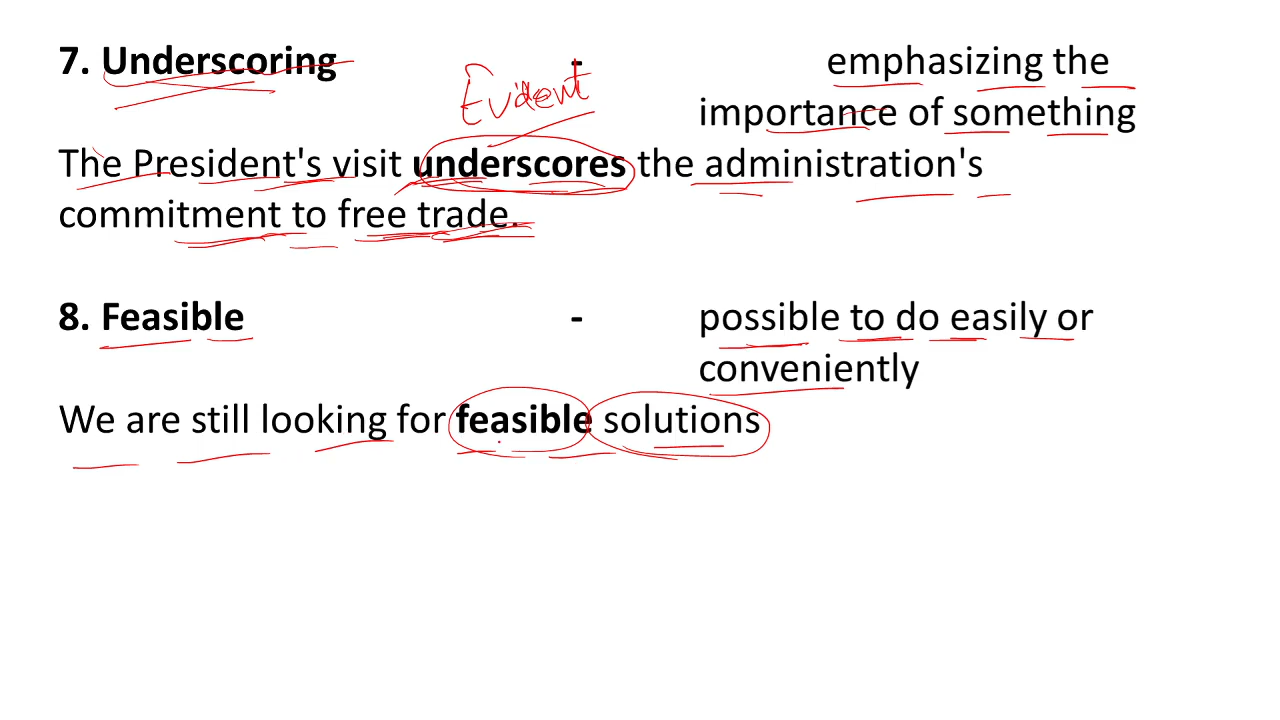 7. Underscoring - emphasizing the
importance of something
Evident
The President's visit underscores the administration's
commitment to free trade.
8. Feasible - possible to do easily or
conveniently
We are still looking for feasible solutions